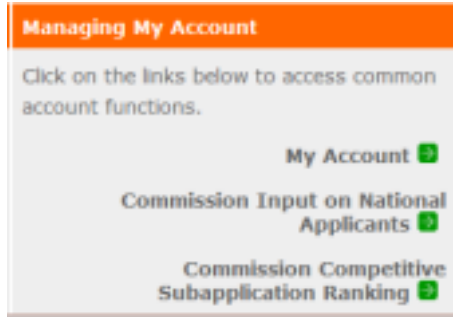 Managing My Account
Click on the links below to access common
account functions.
My Account
Commission Input on National
Applicants
Commission Competitive
Subapplication Ranking